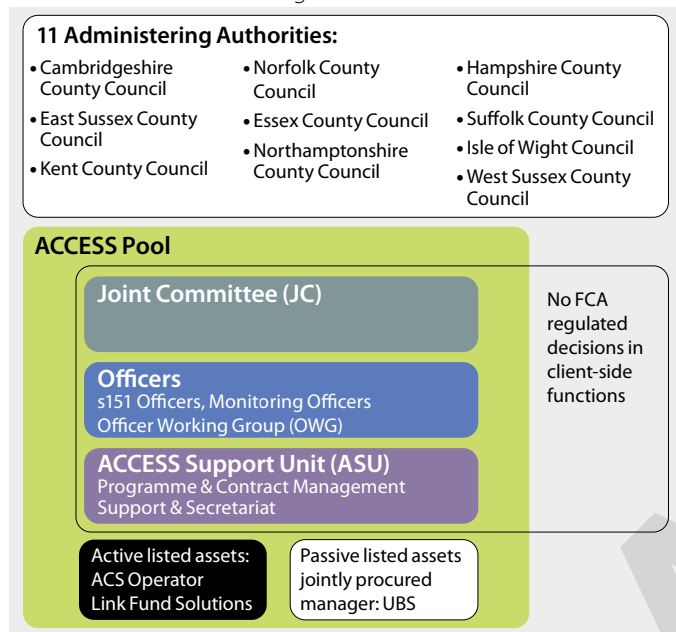 11 Administering Authorities:
• Cambridgeshire
County Council
• East Sussex County
Council
• Kent County Council
• Norfolk County
Council
• Essex County Council
• Northamptonshire
County Council
• Hampshire County
Council
• Suffolk County Council
• Isle of Wight Council
• West Sussex County
Council
ACCESS Pool
Joint Committee (JC)
Officers
s151 Officers, Monitoring Officers
Officer Working Group (OWG)
ACCESS Support Unit (ASU)
Programme & Contract Management
Support & Secretariat
No FCA
regulated
decisions in
client-side
functions
Active listed assets:
ACS Operator
Link Fund Solutions
Passive listed assets
jointly procured
manager: UBS